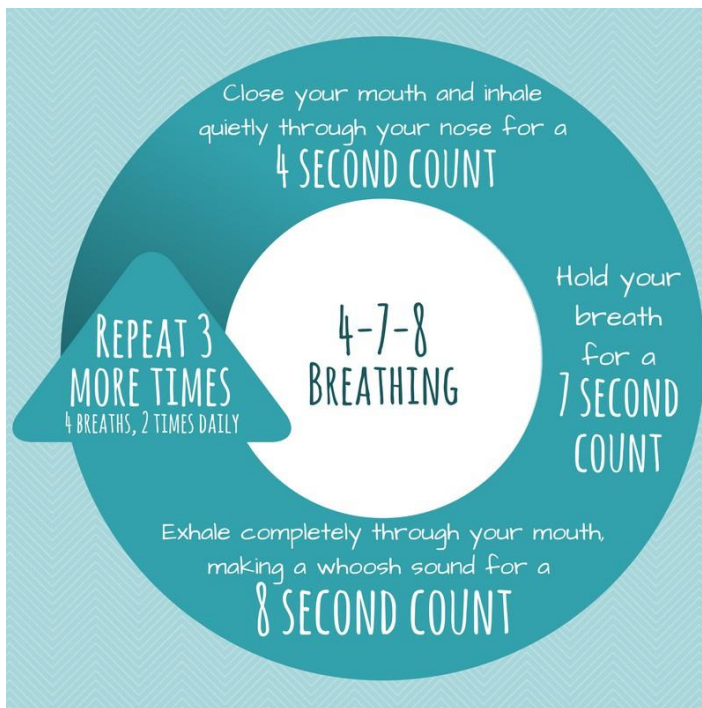 4-7-8
BREATHING
Close your mouth and inhale
quietly through your nose for a
4 SECOND COUNT
Hold your
breath
for a
7 SECOND
COUNT
Exhale completely through your mouth,
making a whoosh sound for a
8 SECOND COUNT
REPEAT 3
MORE TIMES
4 BREATHS, 2 TIMES DAILY